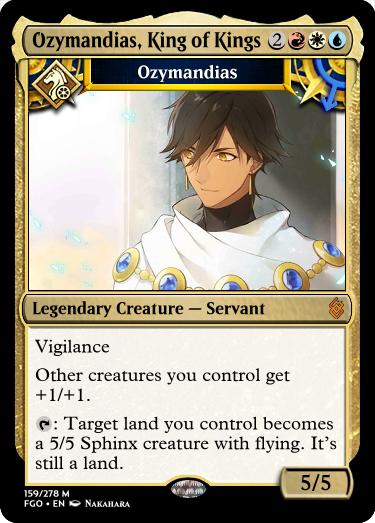 Ozymandias, King of Kings 2
Ozymandias
Legendary Creature — Servant
Vigilance
Other creatures you control get
+1/+1.
: Target land you control becomes
a 5/5 Sphinx creature with flying. It's
still a land.
5/5
159/278 M
FGO • EN Nakahara